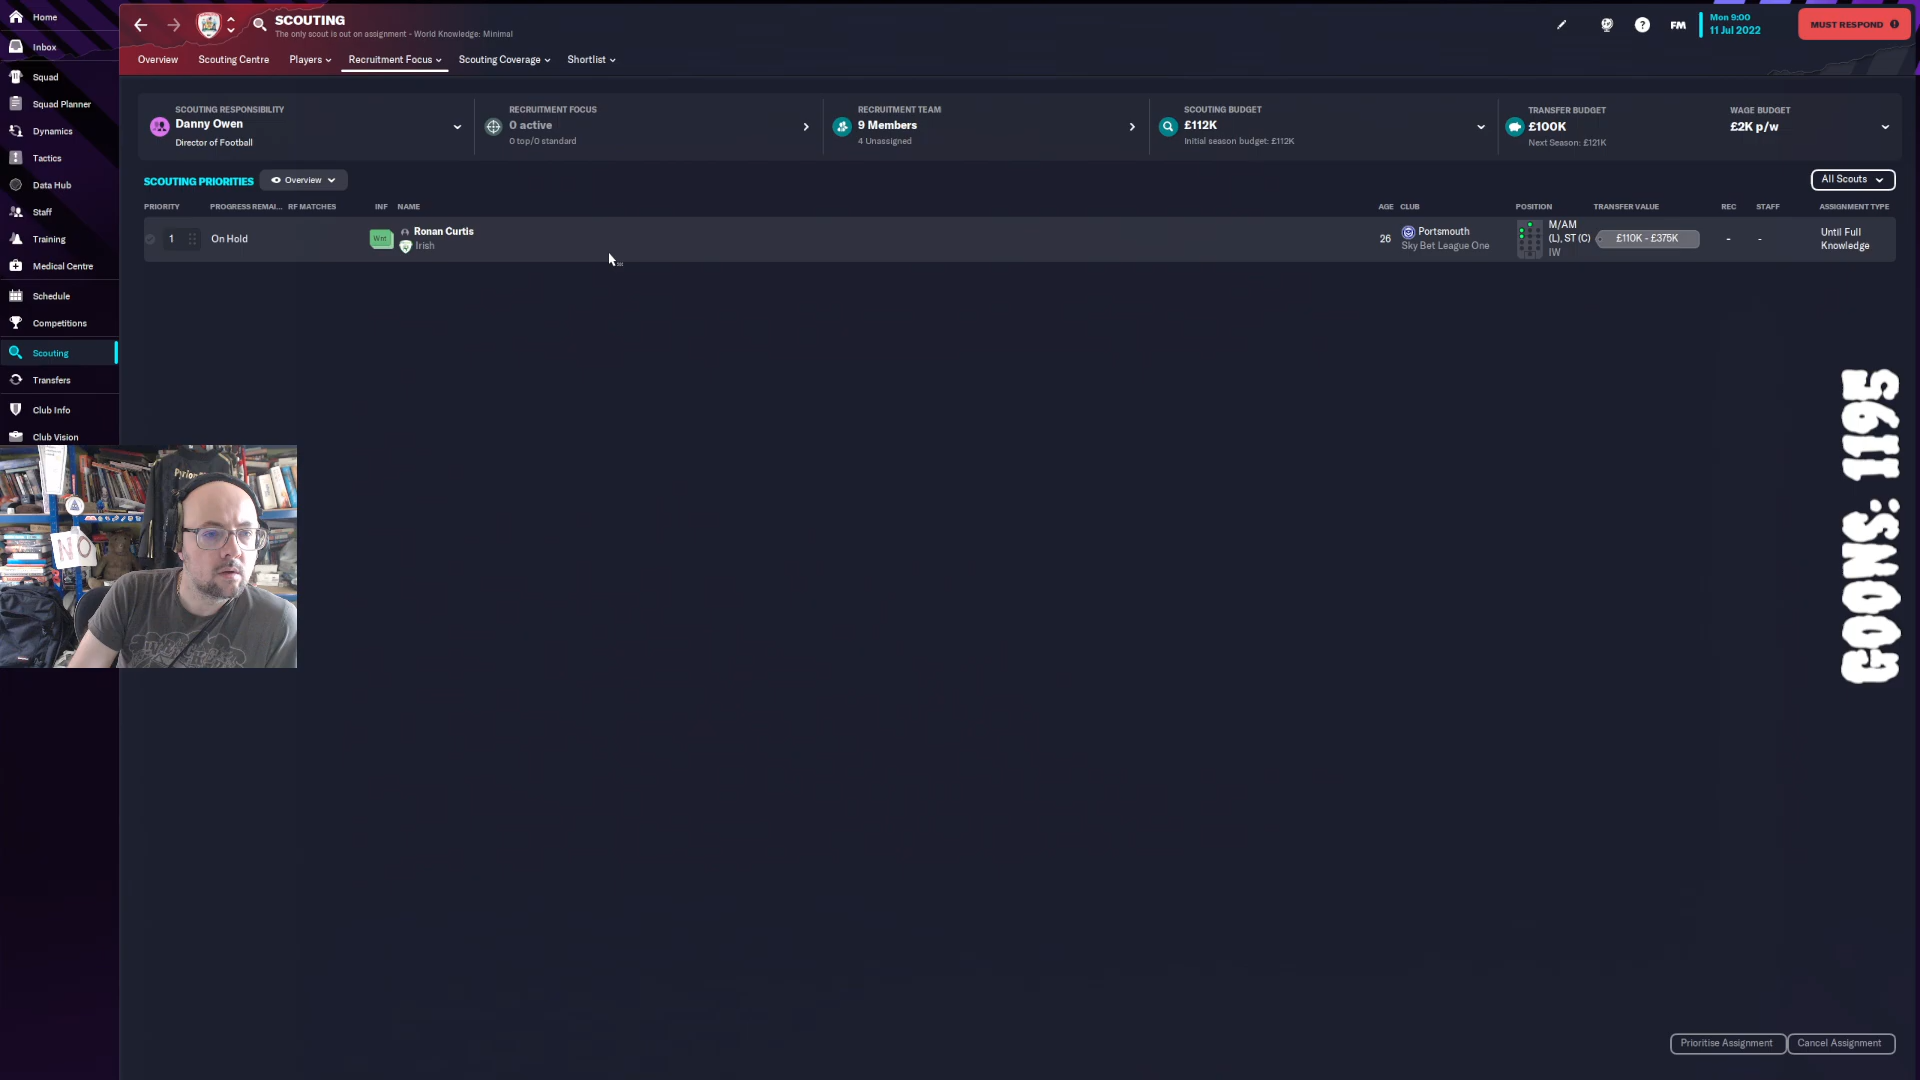 Home
Inbox
Squad
Squad Planner
Dynamics
Tactics
Data Hub
Staff
Training
Medical Centre
Schedule
Competitions
Scouting
Transfers
Club Info
Club Vision
SCOUTING
The only scout is out on assignment - World Knowledge: Minimal
FM
Mon 9:00
11 Jul 2022
MUST RESPOND
Overview
Scouting Centre
Players
Recruitment Focus
Scouting Coverage
Shortlist
SCOUTING RESPONSIBILITY
Danny Owen
Director of Football
RECRUITMENT FOCUS
0 active
0 top/0 standard
RECRUITMENT TEAM
9 Members
4 Unassigned
SCOUTING BUDGET
£112K
Initial season budget: £112K
TRANSFER BUDGET
£100K
Next Season: £121K
WAGE BUDGET
£2K p/w
SCOUTING PRIORITIES
Overview
All Scouts
PRIORITY PROGRESS REMAI... RF MATCHES INF NAME AGE CLUB POSITION TRANSFER VALUE REC STAFF ASSIGNMENT TYPE
1 On Hold
Wnt
Ronan Curtis
Irish
26
Portsmouth
Sky Bet League One
M/AM
(L), ST (C)
IW
£110K - £375K
- -
Until Full
Knowledge
GOONS: 1195
NO
Prioritise Assignment
Cancel Assignment